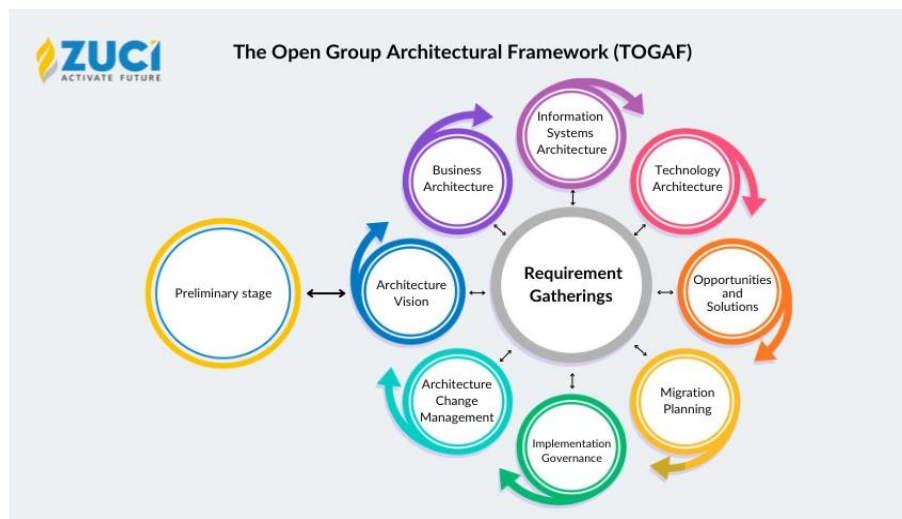 ZUCI
ACTIVATE FUTURE
The Open Group Architectural Framework (TOGAF)
Information
Systems
Architecture
Business
Architecture
Technology
Architecture
Preliminary stage
Architecture
Vision
Requirement
Gatherings
Opportunities
and
Solutions
Architecture
Change
Management
Migration
Planning
Implementation
Governance